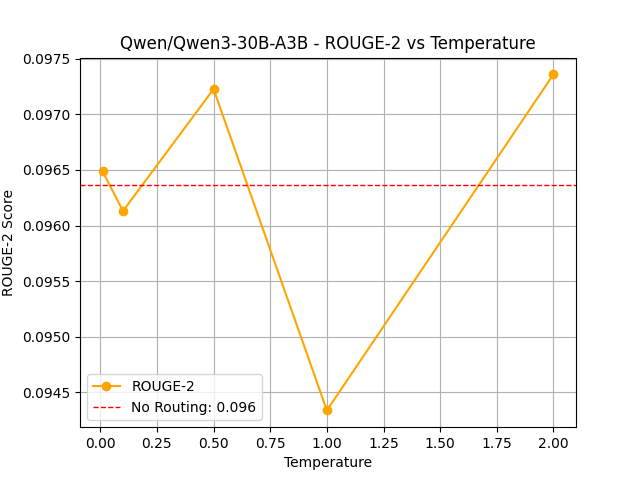 Qwen/Qwen3-30B-A3B - ROUGE-2 vs Temperature
ROUGE-2 Score
0.0975
0.0970
0.0965
0.0960
0.0955
0.0950
0.0945
ROUGE-2
No Routing: 0.096
0.00 0.25 0.50 0.75 1.00 1.25 1.50 1.75 2.00
Temperature